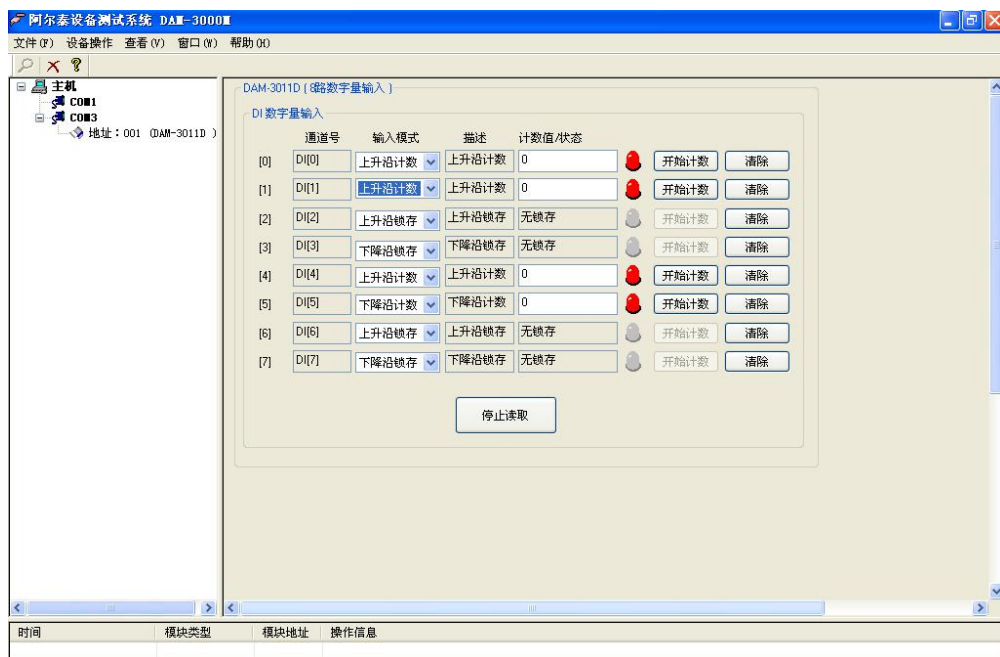 阿尔泰设备测试系统 DAM-3000M
文件(F) 设备操作 查看(V) 窗口(W) 帮助(H)
主机
COM1
COM3
地址：001 (DAM-3011D )
DAM-3011D ( 8路数字量输入 )
DI 数字量输入
通道号 输入模式 描述 计数值/状态
[0] DI[0] 上升沿计数 上升沿计数 0 开始计数 清除
[1] DI[1] 上升沿计数 上升沿计数 0 开始计数 清除
[2] DI[2] 上升沿锁存 上升沿锁存 无锁存 开始计数 清除
[3] DI[3] 下降沿锁存 下降沿锁存 无锁存 开始计数 清除
[4] DI[4] 上升沿计数 上升沿计数 0 开始计数 清除
[5] DI[5] 下降沿计数 下降沿计数 0 开始计数 清除
[6] DI[6] 上升沿锁存 上升沿锁存 无锁存 开始计数 清除
[7] DI[7] 下降沿锁存 下降沿锁存 无锁存 开始计数 清除
停止读取
时间 模块类型 模块地址 操作信息